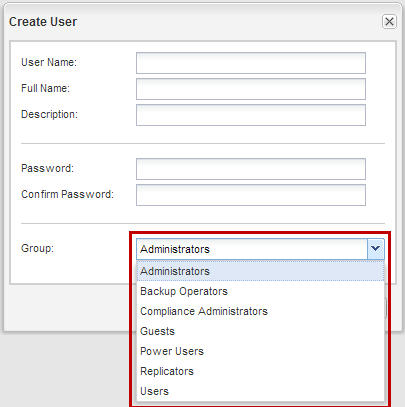 Create User
User Name:
Full Name:
Description:
Password:
Confirm Password:
Group:
Administrators
Administrators
Backup Operators
Compliance Administrators
Guests
Power Users
Replicators
Users